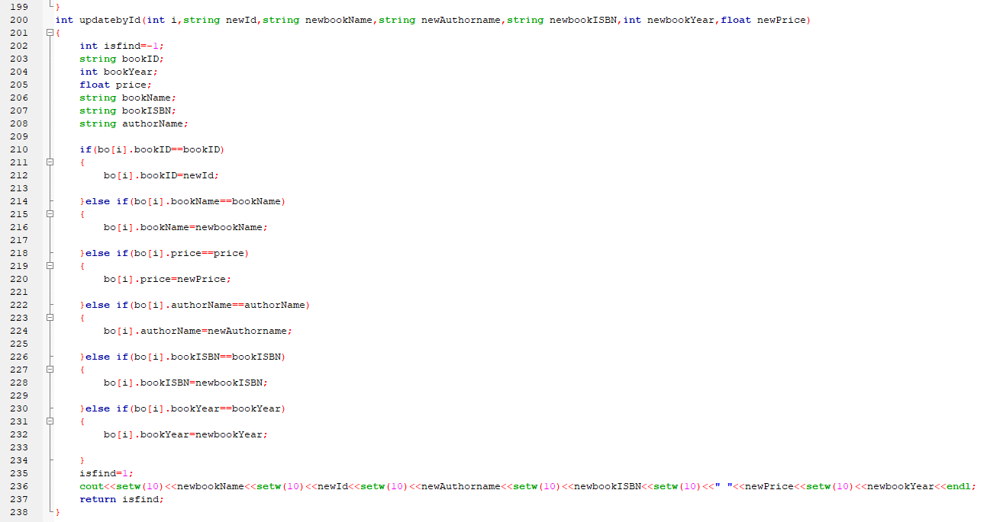 199 }
200 int updatebyId(int i,string newId,string newbookName,string newAuthorname,string newbookISBN,int newbookYear,float newPrice)
201 {
202     int isfind=-1;
203     string bookID;
204     int bookYear;
205     float price;
206     string bookName;
207     string bookISBN;
208     string authorName;
209
210     if(bo[i].bookID==bookID)
211     {
212         bo[i].bookID=newId;
213
214     }else if(bo[i].bookName==bookName)
215     {
216         bo[i].bookName=newbookName;
217
218     }else if(bo[i].price==price)
219     {
220         bo[i].price=newPrice;
221
222     }else if(bo[i].authorName==authorName)
223     {
224         bo[i].authorName=newAuthorname;
225
226     }else if(bo[i].bookISBN==bookISBN)
227     {
228         bo[i].bookISBN=newbookISBN;
229
230     }else if(bo[i].bookYear==bookYear)
231     {
232         bo[i].bookYear=newbookYear;
233
234     }
235     isfind=1;
236     cout<<setw(10)<<newbookName<<setw(10)<<newId<<setw(10)<<newAuthorname<<setw(10)<<newbookISBN<<setw(10)<<" "<<newPrice<<setw(10)<<newbookYear<<endl;
237     return isfind;
238 }